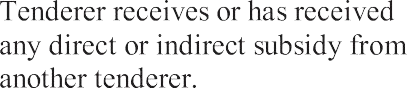 Tenderer receives or has received
any direct or indirect subsidy from
another tenderer.